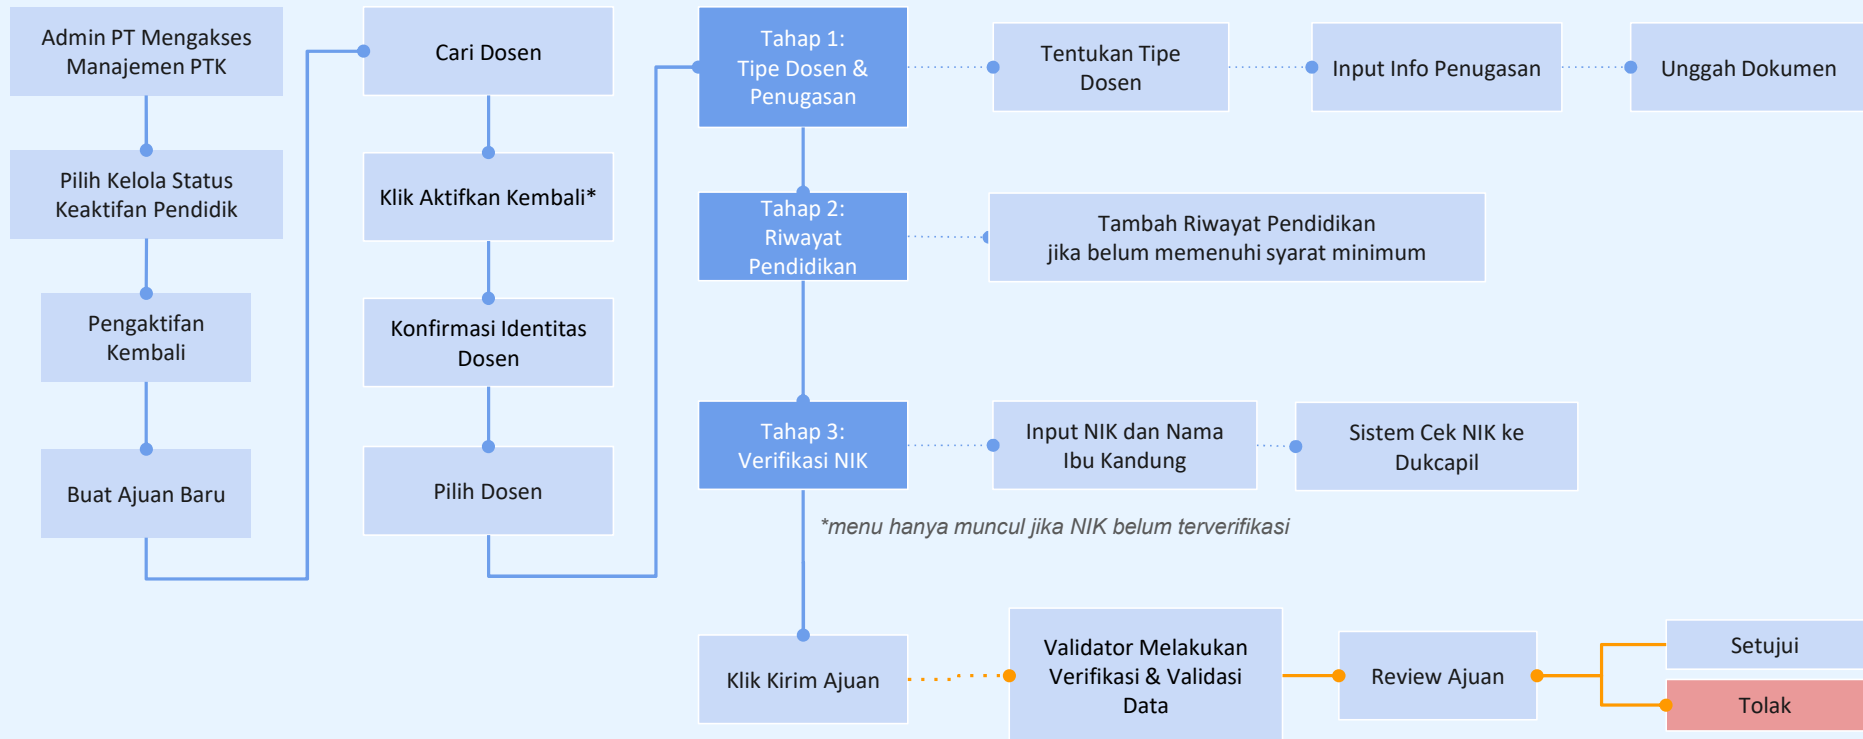 Admin PT Mengakses
Manajemen PTK
Pilih Kelola Status
Keaktifan Pendidik
Pengaktifan
Kembali
Buat Ajuan Baru
Cari Dosen
Klik Aktifkan Kembali*
Konfirmasi Identitas
Dosen
Pilih Dosen
Tahap 1:
Tipe Dosen &
Penugasan
Tentukan Tipe
Dosen
Input Info Penugasan
Unggah Dokumen
Tahap 2:
Riwayat
Pendidikan
Tambah Riwayat Pendidikan
jika belum memenuhi syarat minimum
Tahap 3:
Verifikasi NIK
Input NIK dan Nama
Ibu Kandung
Sistem Cek NIK ke
Dukcapil
*menu hanya muncul jika NIK belum terverifikasi
Klik Kirim Ajuan
Validator Melakukan
Verifikasi & Validasi
Data
Review Ajuan
Setujui
Tolak